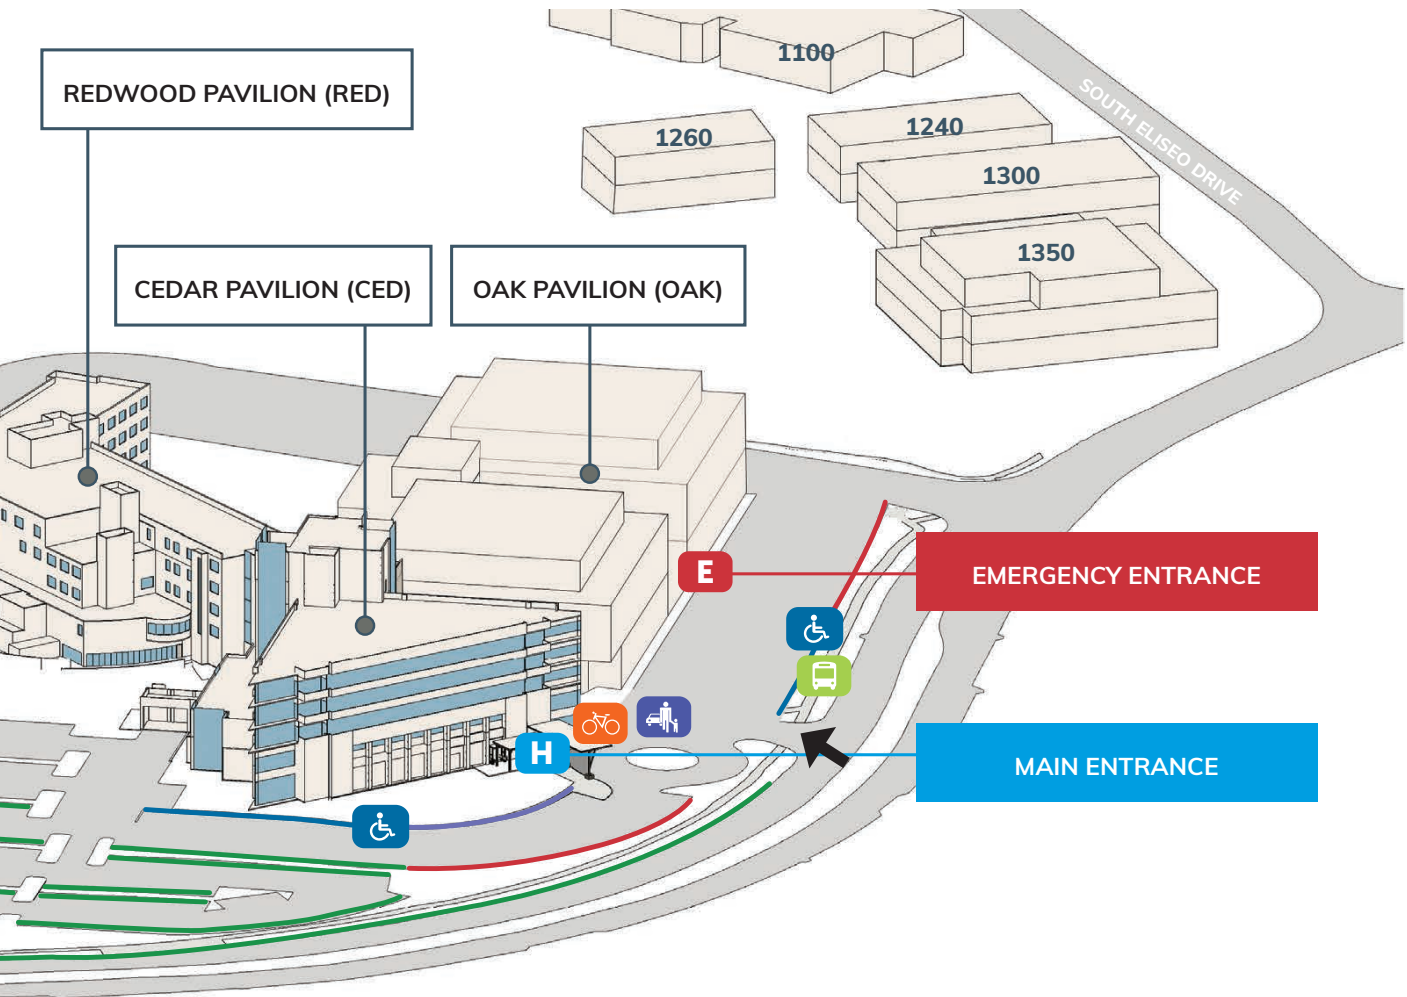 1100
REDWOOD PAVILION (RED)
SOUTH ELISEO DRIVE
1260
1240
1300
1350
CEDAR PAVILION (CED)
OAK PAVILION (OAK)
E
EMERGENCY ENTRANCE
H
MAIN ENTRANCE